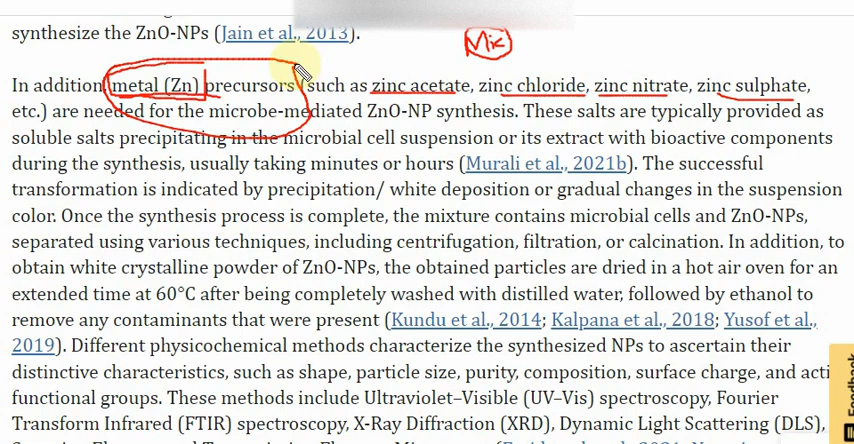 synthesize the ZnO-NPs (Jain et al., 2013).
Mix
In addition, metal (Zn) precursors (such as zinc acetate, zinc chloride, zinc nitrate, zinc sulphate,
etc.) are needed for the microbe-mediated ZnO-NP synthesis. These salts are typically provided as
soluble salts precipitating in the microbial cell suspension or its extract with bioactive components
during the synthesis, usually taking minutes or hours (Murali et al., 2021b). The successful
transformation is indicated by precipitation/ white deposition or gradual changes in the suspension
color. Once the synthesis process is complete, the mixture contains microbial cells and ZnO-NPs,
separated using various techniques, including centrifugation, filtration, or calcination. In addition, to
obtain white crystalline powder of ZnO-NPs, the obtained particles are dried in a hot air oven for an
extended time at 60°C after being completely washed with distilled water, followed by ethanol to
remove any contaminants that were present (Kundu et al., 2014; Kalpana et al., 2018; Yusof et al.,
2019). Different physicochemical methods characterize the synthesized NPs to ascertain their
distinctive characteristics, such as shape, particle size, purity, composition, surface charge, and acti
functional groups. These methods include Ultraviolet–Visible (UV–Vis) spectroscopy, Fourier
Transform Infrared (FTIR) spectroscopy, X-Ray Diffraction (XRD), Dynamic Light Scattering (DLS),
Feedback